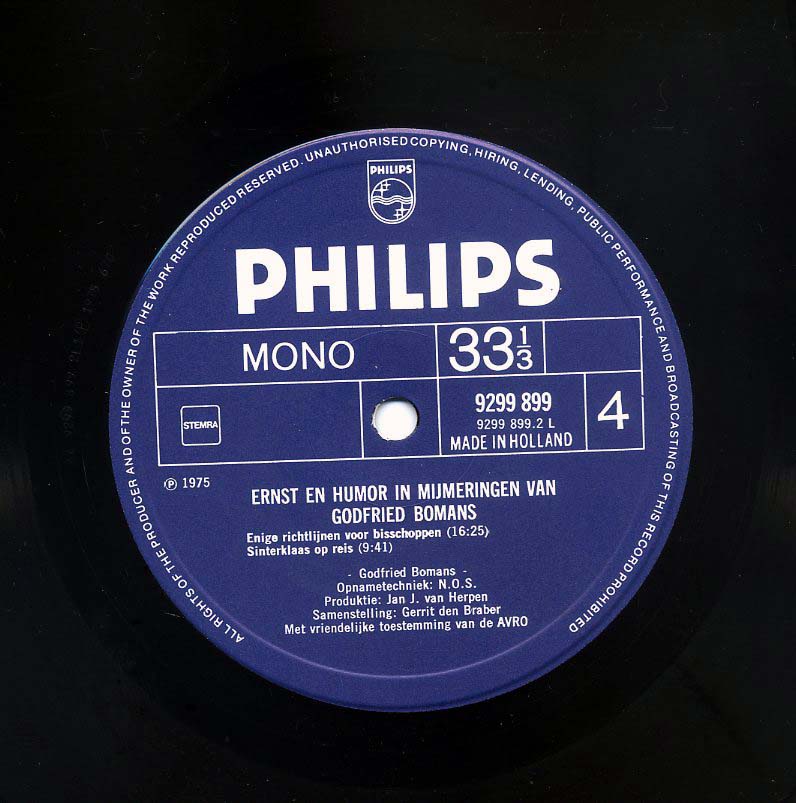 ALL RIGHTS OF THE PRODUCER AND OF THE OWNER OF THE WORK REPRODUCED RESERVED. UNAUTHORISED COPYING, HIRING, LENDING, PUBLIC PERFORMANCE AND BROADCASTING OF THIS RECORD PROHIBITED
PHILIPS
PHILIPS
MONO
33 1/3
STEMRA
9299 899
9299 899.2 L
MADE IN HOLLAND
4
℗ 1975
ERNST EN HUMOR IN MIJMERINGEN VAN
GODFRIED BOMANS
Enige richtlijnen voor bisschoppen (16:25)
Sinterklaas op reis (9:41)
- Godfried Bomans -
Opnametechniek: N.O.S.
Produktie: Jan J. van Herpen
Samenstelling: Gerrit den Braber
Met vriendelijke toestemming van de AVRO